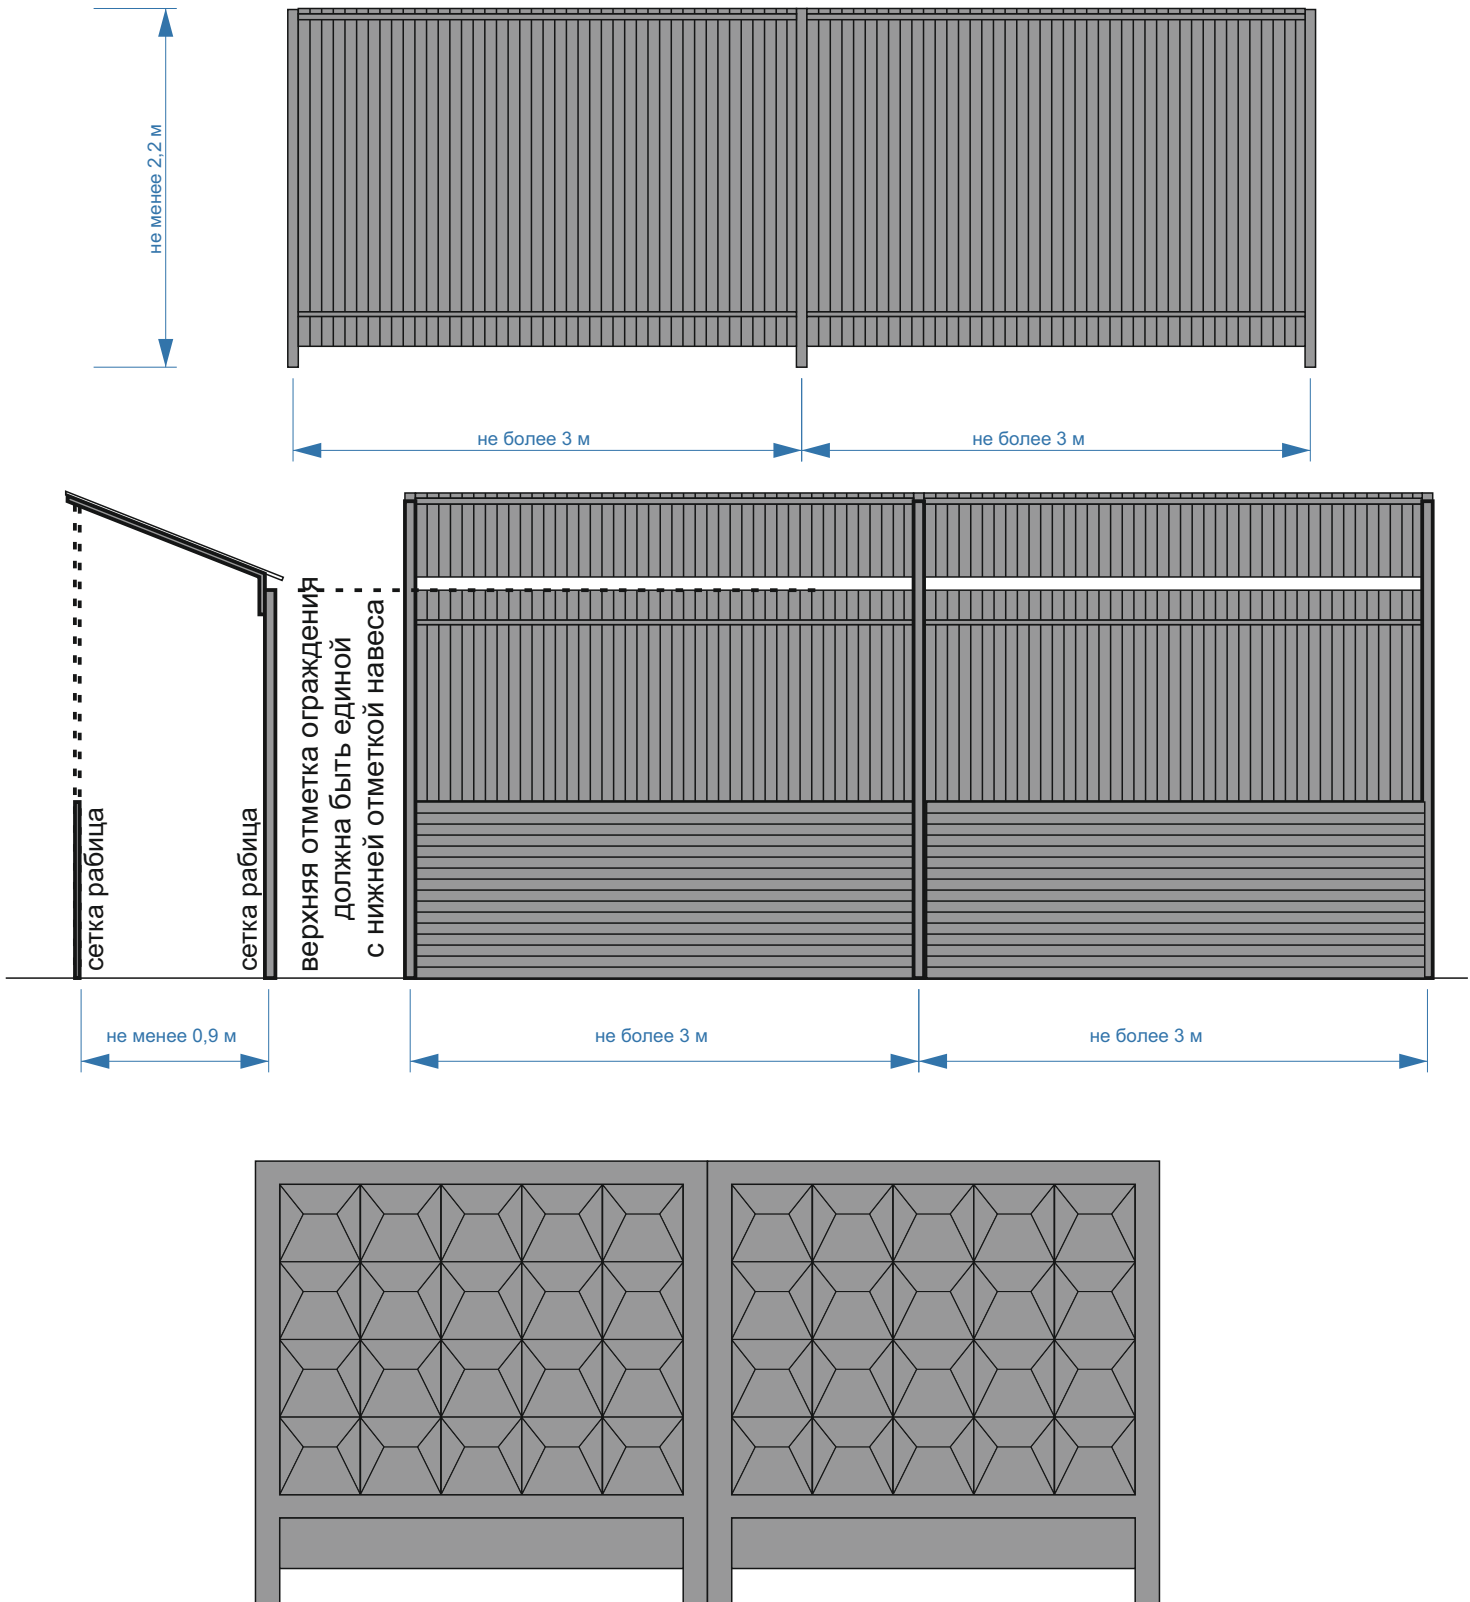 не менее 2,2 м
не более 3 м
не более 3 м
сетка рабица
сетка рабица
верхняя отметка ограждения
должна быть единой
с нижней отметкой навеса
не менее 0,9 м
не более 3 м
не более 3 м